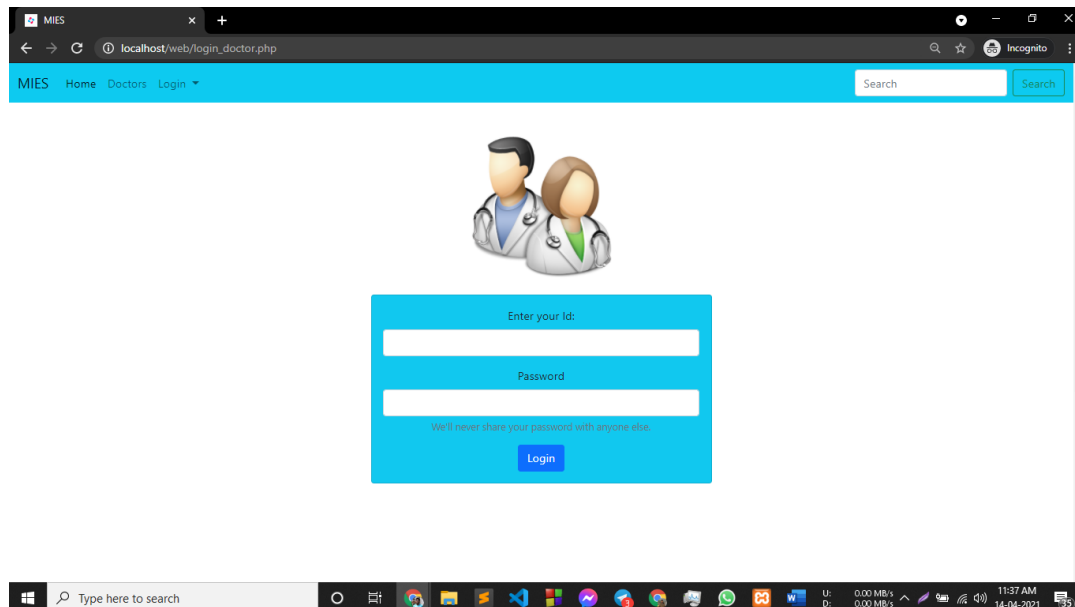 MIES
localhost/web/login_doctor.php
Incognito
MIES Home Doctors Login Search Search
Enter your Id:
Password
We'll never share your password with anyone else.
Login
Type here to search
U: 0.00 MB/s
D: 0.00 MB/s
11:37 AM
14-04-2021
3
W
35